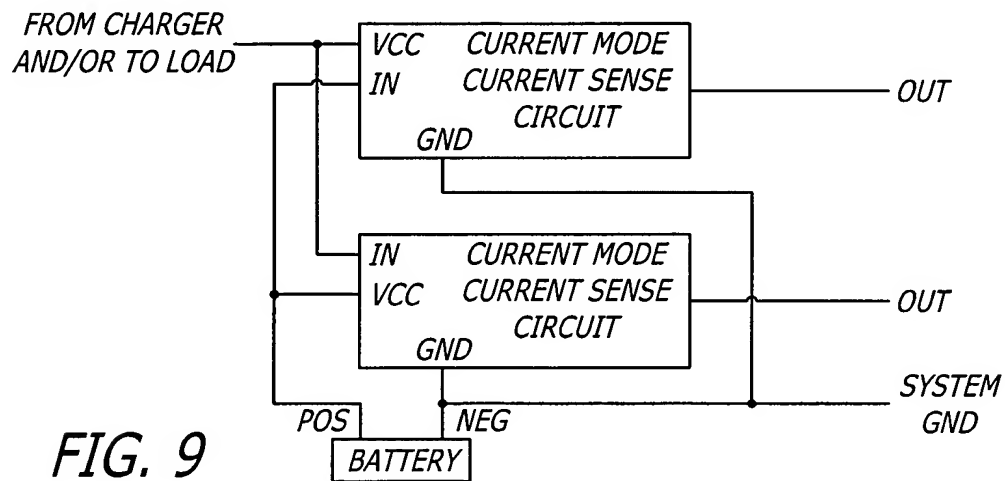 FROM CHARGER
AND/OR TO LOAD
VCC
IN
CURRENT MODE
CURRENT SENSE
CIRCUIT
GND
OUT
IN
VCC
CURRENT MODE
CURRENT SENSE
CIRCUIT
GND
OUT
SYSTEM
GND
POS
NEG
BATTERY
FIG. 9